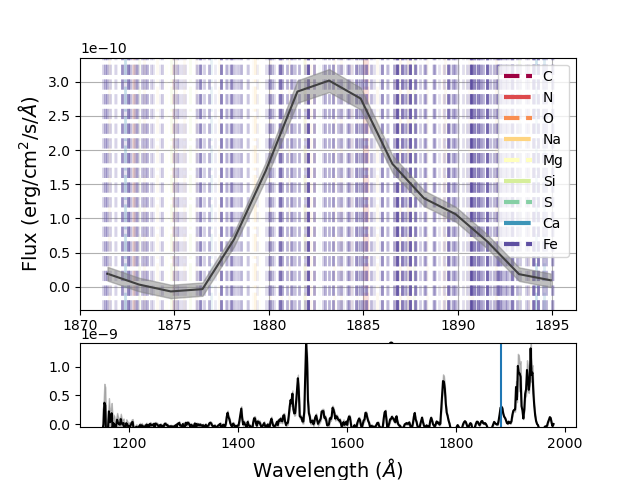 1e−10
Flux (erg/cm²/s/Å)
3.0
2.5
2.0
1.5
1.0
0.5
0.0
1870 1875 1880 1885 1890 1895
C
N
O
Na
Mg
Si
S
Ca
Fe
1e−9
1.0
0.5
0.0
1200 1400 1600 1800 2000
Wavelength (Å)